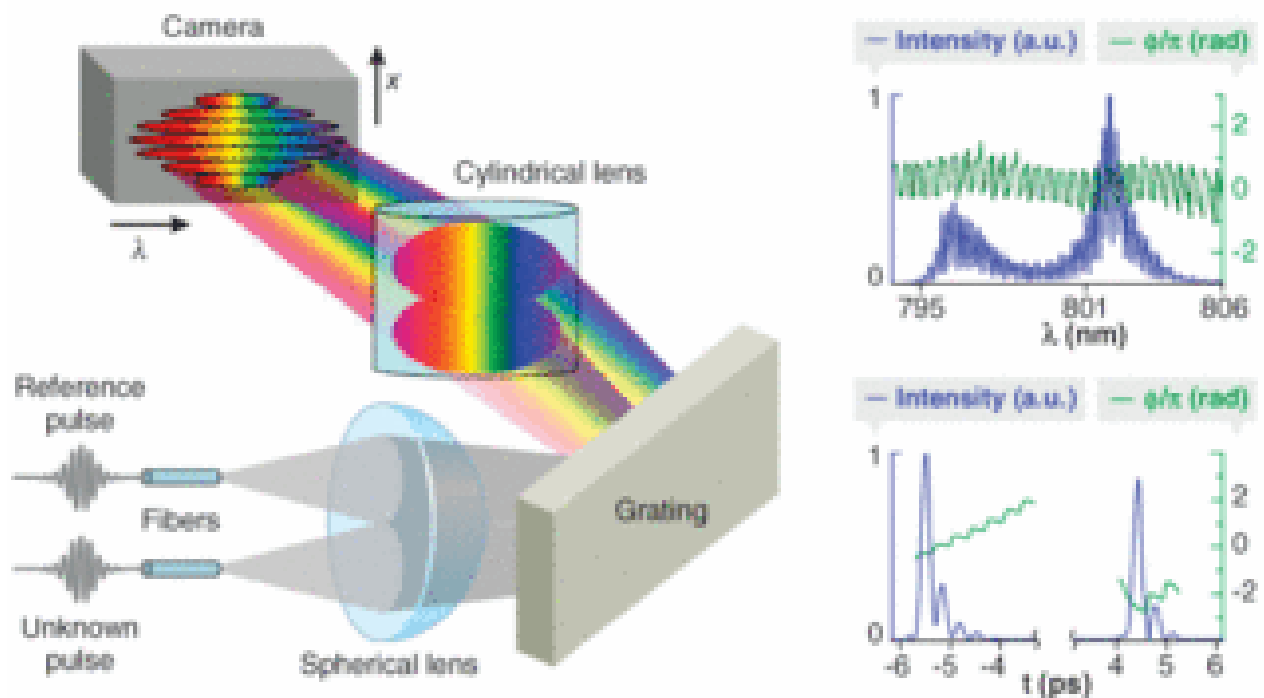 Camera
x
λ
Cylindrical lens
Reference
pulse
Fibers
Unknown
pulse
Spherical lens
Grating
Intensity (a.u.)
ϕ/π (rad)
1
0
2
0
-2
795
801
806
λ (nm)
Intensity (a.u.)
ϕ/π (rad)
1
0
2
0
-2
-6
-5
-4
4
5
6
t (ps)